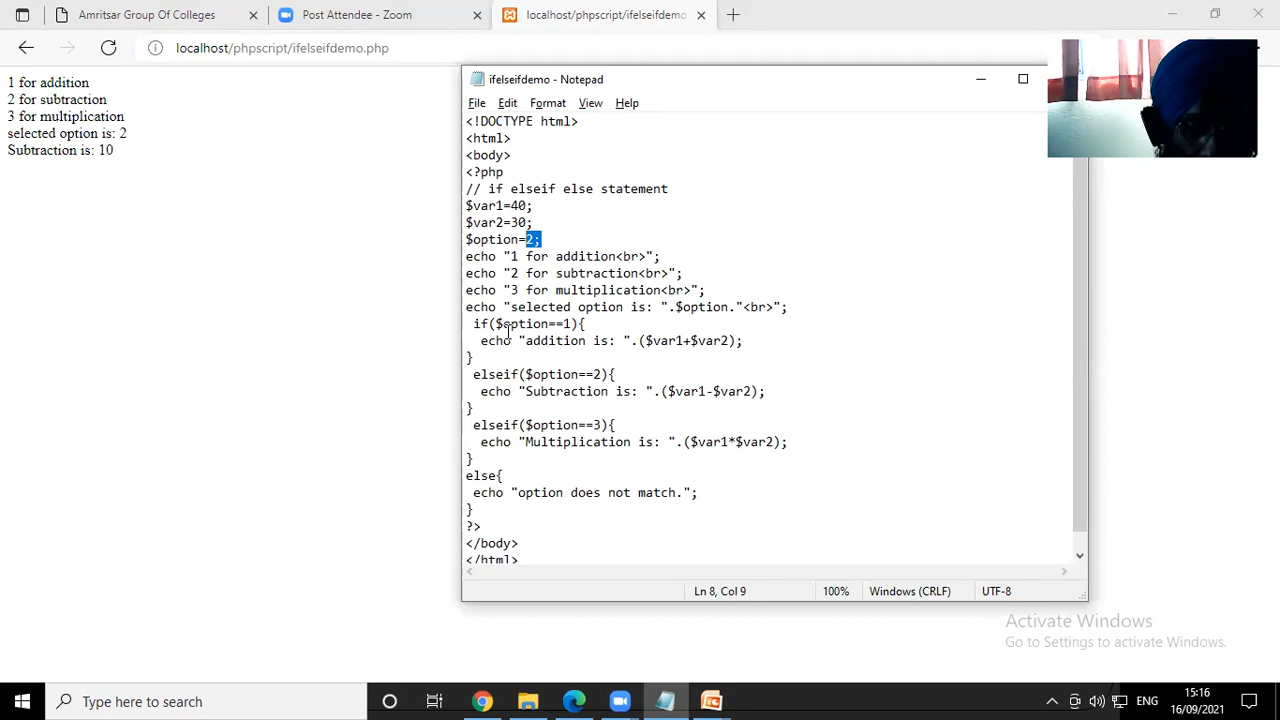 Amritsar Group Of Colleges
Post Attendee - Zoom
localhost/phpscript/ifelseifdemo
localhost/phpscript/ifelseifdemo.php
1 for addition
2 for subtraction
3 for multiplication
selected option is: 2
Subtraction is: 10
ifelseifdemo - Notepad
File Edit Format View Help
<!DOCTYPE html>
<html>
<body>
<?php
// if elseif else statement
$var1=40;
$var2=30;
$option=2;
echo "1 for addition<br>";
echo "2 for subtraction<br>";
echo "3 for multiplication<br>";
echo "selected option is: ".$option."<br>";
if($option==1){
echo "addition is: ".($var1+$var2);
}
elseif($option==2){
echo "Subtraction is: ".($var1-$var2);
}
elseif($option==3){
echo "Multiplication is: ".($var1*$var2);
}
else{
echo "option does not match.";
}
?>
</body>
</html>
Ln 8, Col 9 100% Windows (CRLF) UTF-8
Activate Windows
Go to Settings to activate Windows.
Type here to search
ENG
15:16
16/09/2021